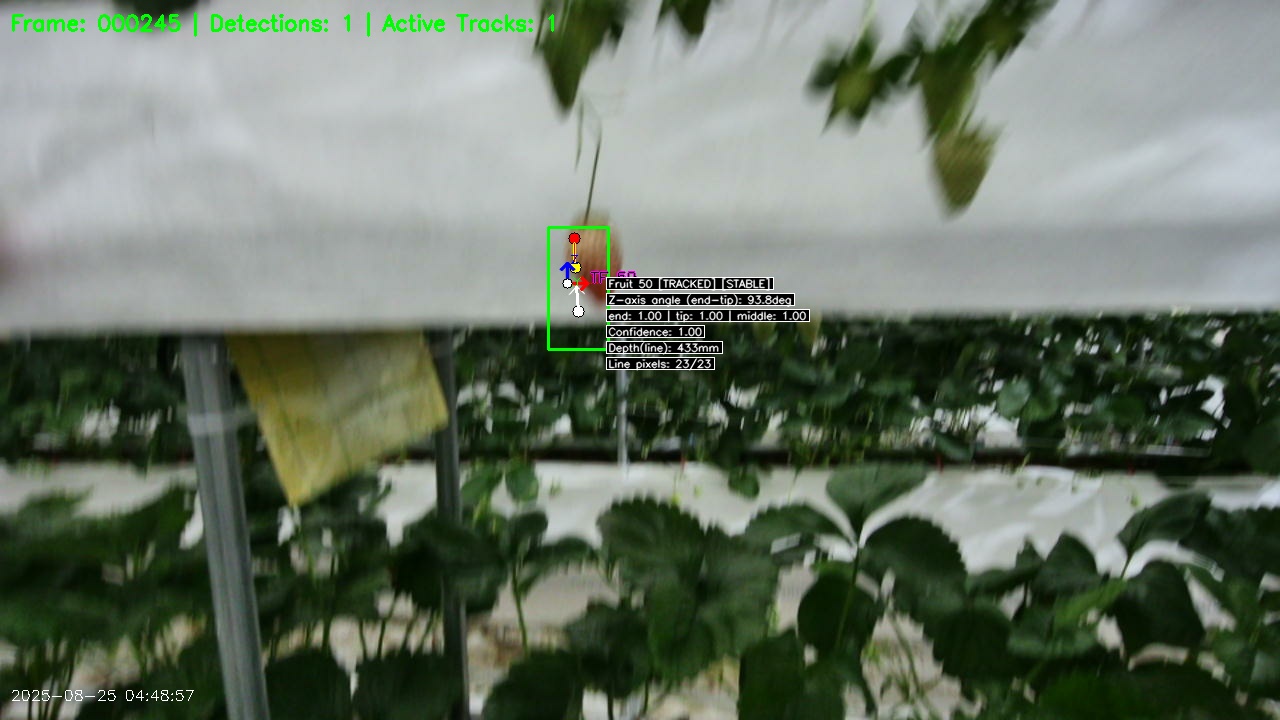 Frame: 000245 | Detections: 1 | Active Tracks: 1
Fruit 50 [TRACKED] [STABLE]
Z-axis angle (end-tip): 93.8deg
end: 1.00 | tip: 1.00 | middle: 1.00
Confidence: 1.00
Depth(line): 433mm
Line pixels: 23/23
2025-08-25 04:48:57